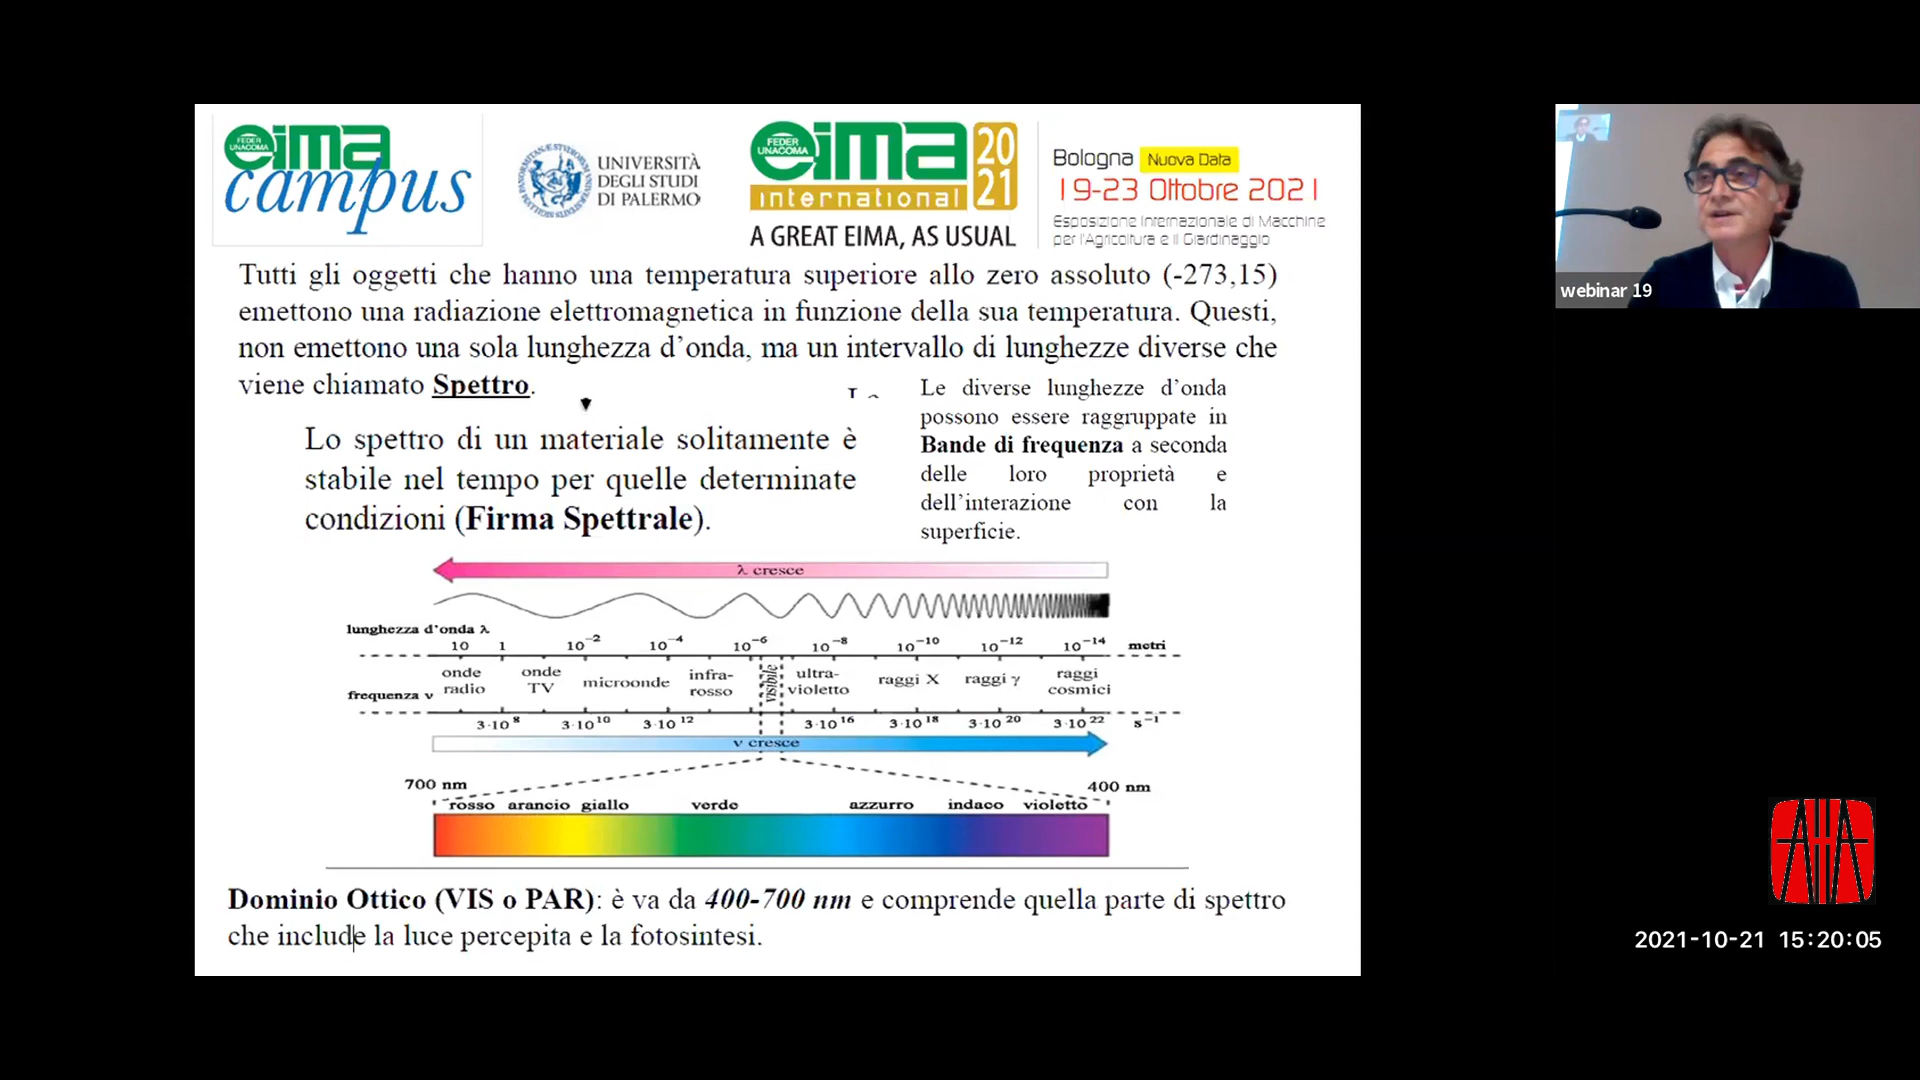 FEDER UNACOMA
eima
campus
UNIVERSITÀ
DEGLI STUDI
DI PALERMO
FEDER UNACOMA
eima
international
2021
A GREAT EIMA, AS USUAL
Bologna Nuova Data
19-23 Ottobre 2021
Esposizione Internazionale di Macchine
per l'Agricoltura e il Giardinaggio
Tutti gli oggetti che hanno una temperatura superiore allo zero assoluto (-273,15)
emettono una radiazione elettromagnetica in funzione della sua temperatura. Questi,
non emettono una sola lunghezza d'onda, ma un intervallo di lunghezze diverse che
viene chiamato Spettro.
Lo spettro di un materiale solitamente è
stabile nel tempo per quelle determinate
condizioni (Firma Spettrale).
Le diverse lunghezze d'onda
possono essere raggruppate in
Bande di frequenza a seconda
delle loro proprietà e
dell'interazione con la
superficie.
λ cresce
lunghezza d'onda λ
10 1 10⁻² 10⁻⁴ 10⁻⁶ 10⁻⁸ 10⁻¹⁰ 10⁻¹² 10⁻¹⁴ metri
onde radio onde TV microonde infra-rosso visibile ultra-violetto raggi X raggi γ raggi cosmici
frequenza ν
3·10⁸ 3·10¹⁰ 3·10¹² 3·10¹⁶ 3·10¹⁸ 3·10²⁰ 3·10²² s⁻¹
ν cresce
700 nm 400 nm
rosso arancio giallo verde azzurro indaco violetto
Dominio Ottico (VIS o PAR): è va da 400-700 nm e comprende quella parte di spettro
che include la luce percepita e la fotosintesi.
webinar 19
2021-10-21 15:20:05